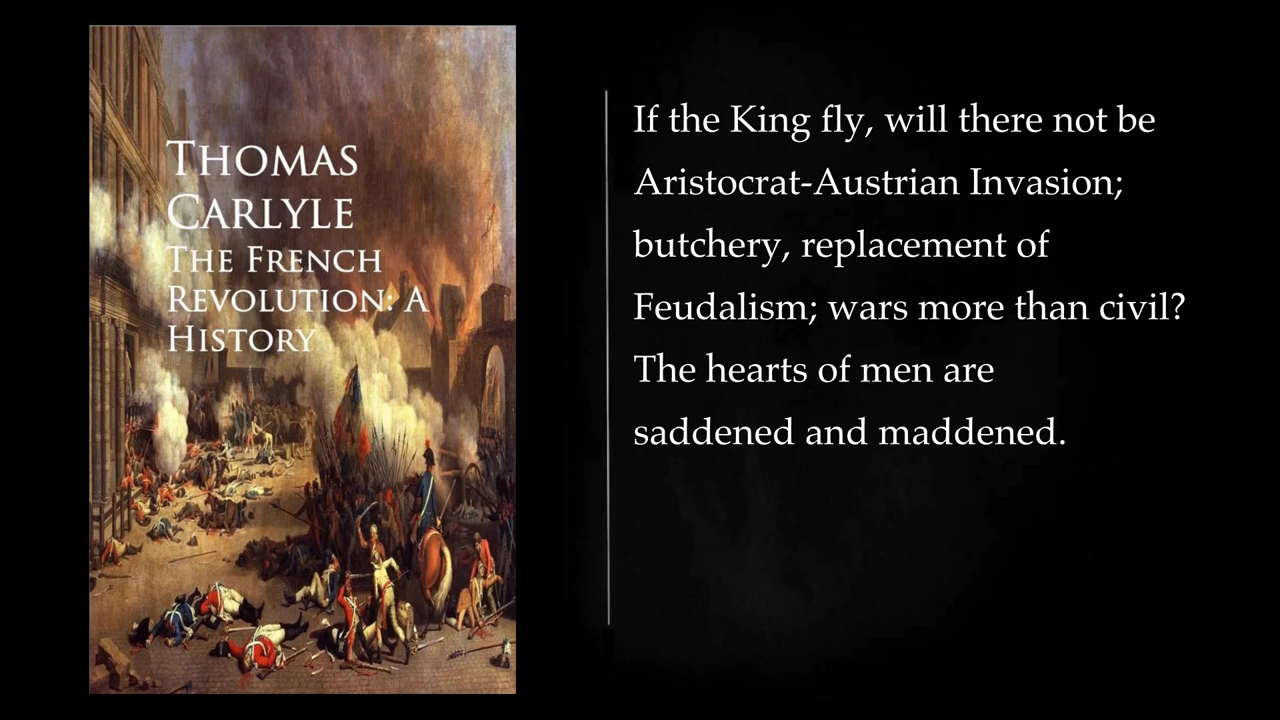 THOMAS
CARLYLE
THE FRENCH
REVOLUTION: A
HISTORY
If the King fly, will there not be
Aristocrat-Austrian Invasion;
butchery, replacement of
Feudalism; wars more than civil?
The hearts of men are
saddened and maddened.